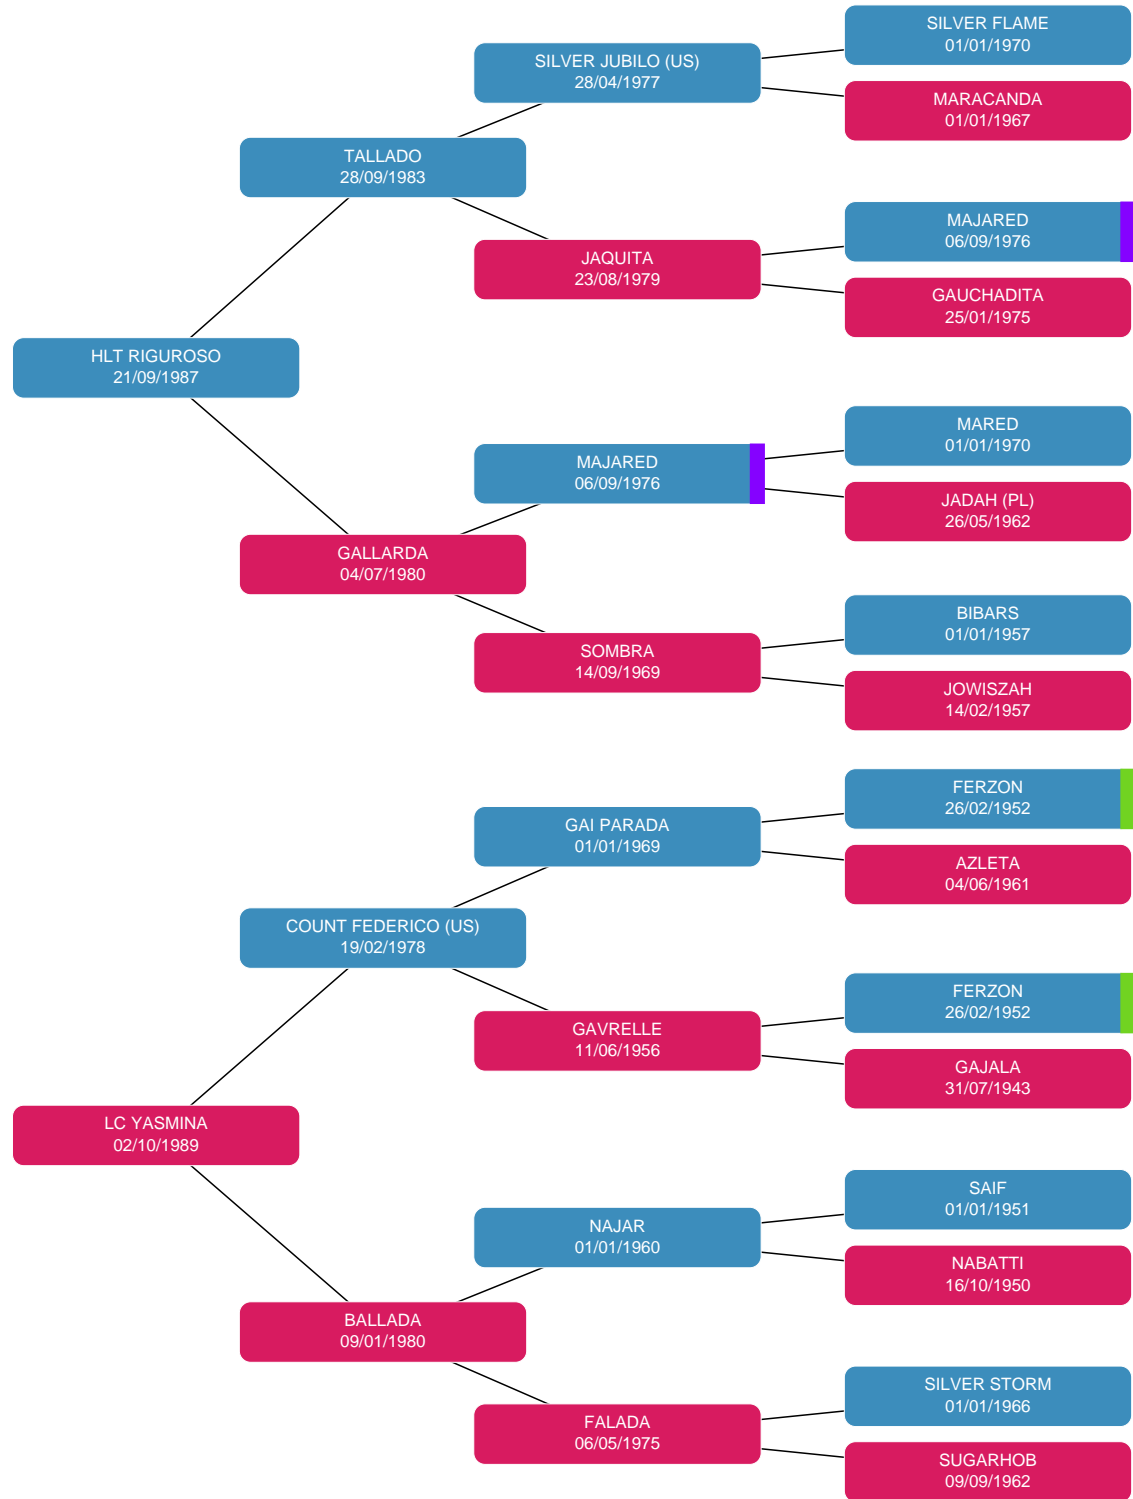 SILVER FLAME
01/01/1970
SILVER JUBILO (US)
28/04/1977
MARACANDA
01/01/1967
TALLADO
28/09/1983
MAJARED
06/09/1976
JAQUITA
23/08/1979
GAUCHADITA
25/01/1975
HLT RIGUROSO
21/09/1987
MARED
01/01/1970
MAJARED
06/09/1976
JADAH (PL)
26/05/1962
GALLARDA
04/07/1980
BIBARS
01/01/1957
SOMBRA
14/09/1969
JOWISZAH
14/02/1957
FERZON
26/02/1952
GAI PARADA
01/01/1969
AZLETA
04/06/1961
COUNT FEDERICO (US)
19/02/1978
FERZON
26/02/1952
GAVRELLE
11/06/1956
GAJALA
31/07/1943
LC YASMINA
02/10/1989
SAIF
01/01/1951
NAJAR
01/01/1960
NABATTI
16/10/1950
BALLADA
09/01/1980
SILVER STORM
01/01/1966
FALADA
06/05/1975
SUGARHOB
09/09/1962